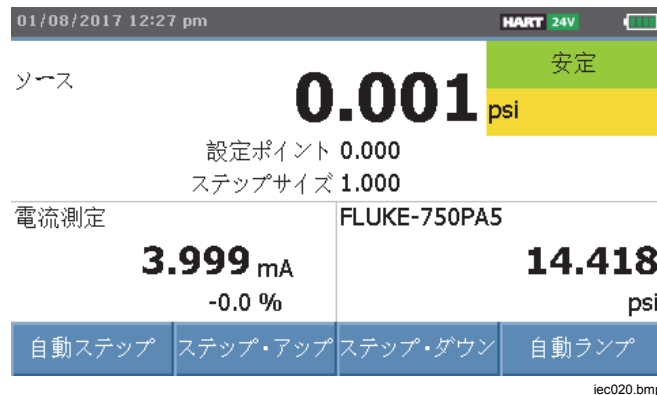 01/08/2017 12:27 pm HART 24V
安定
ソース
0.001 psi
設定ポイント 0.000
ステップサイズ 1.000
電流測定 FLUKE-750PA5
3.999 mA 14.418
-0.0 % psi
自動ステップ ステップ・アップ ステップ・ダウン 自動ランプ
iec020.bmp